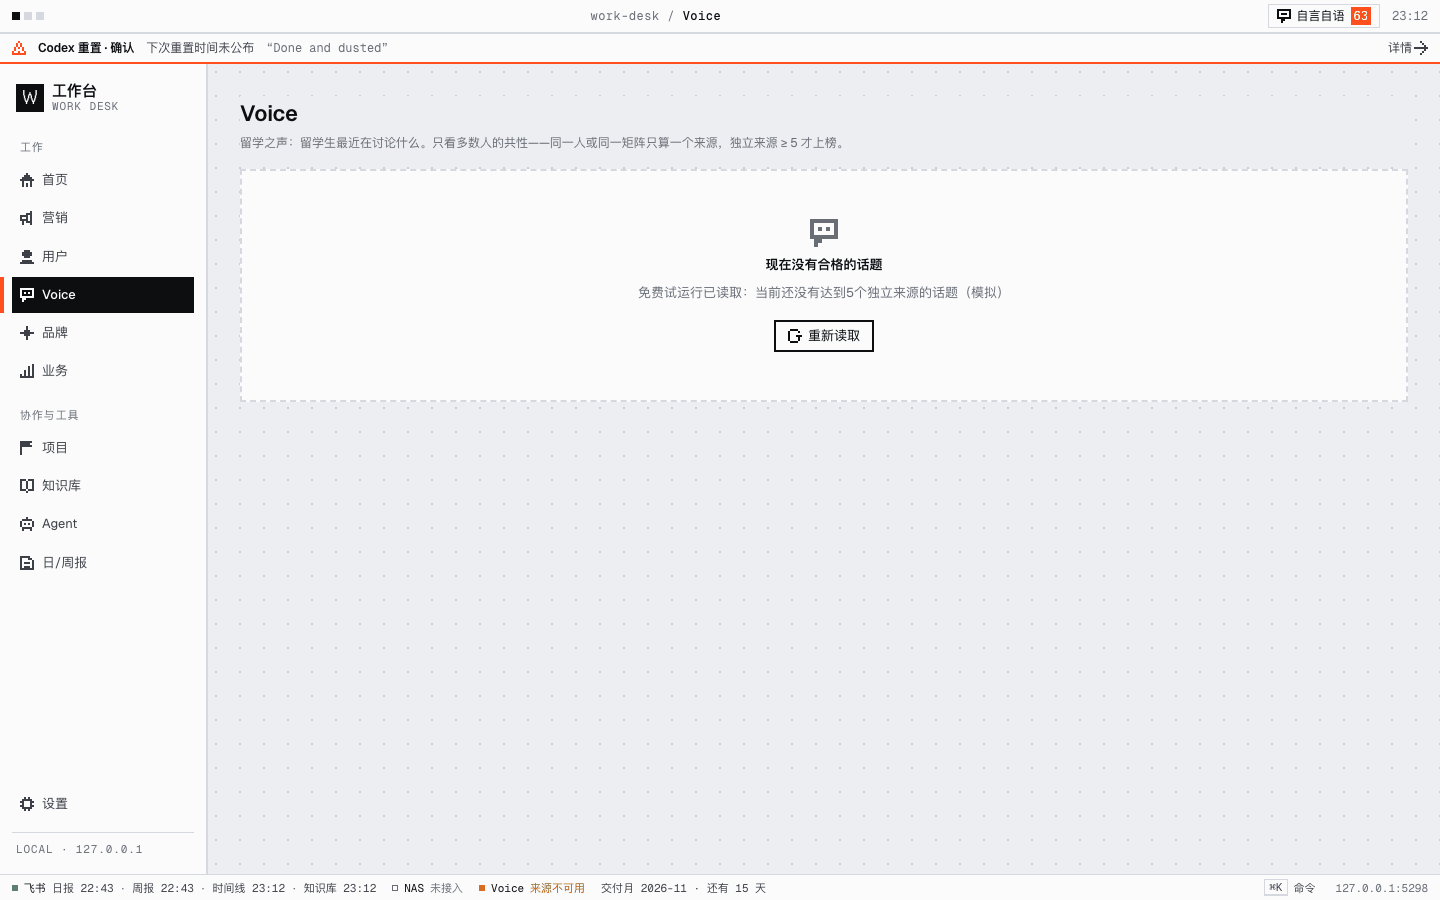 work-desk / Voice
自言自语 63
23:12
Codex 重置·确认 下次重置时间未公布 “Done and dusted”
详情
W 工作台
WORK DESK
工作
首页
营销
用户
Voice
品牌
业务
协作与工具
项目
知识库
Agent
日/周报
设置
LOCAL · 127.0.0.1
Voice
留学之声：留学生最近在讨论什么。只看多数人的共性——同一人或同一矩阵只算一个来源，独立来源 ≥ 5 才上榜。
现在没有合格的话题
免费试运行已读取：当前还没有达到5个独立来源的话题（模拟）
重新读取
飞书 日报 22:43 · 周报 22:43 · 时间线 23:12 · 知识库 23:12
NAS 未接入
Voice 来源不可用
交付月 2026-11 · 还有 15 天
⌘K 命令
127.0.0.1:5298